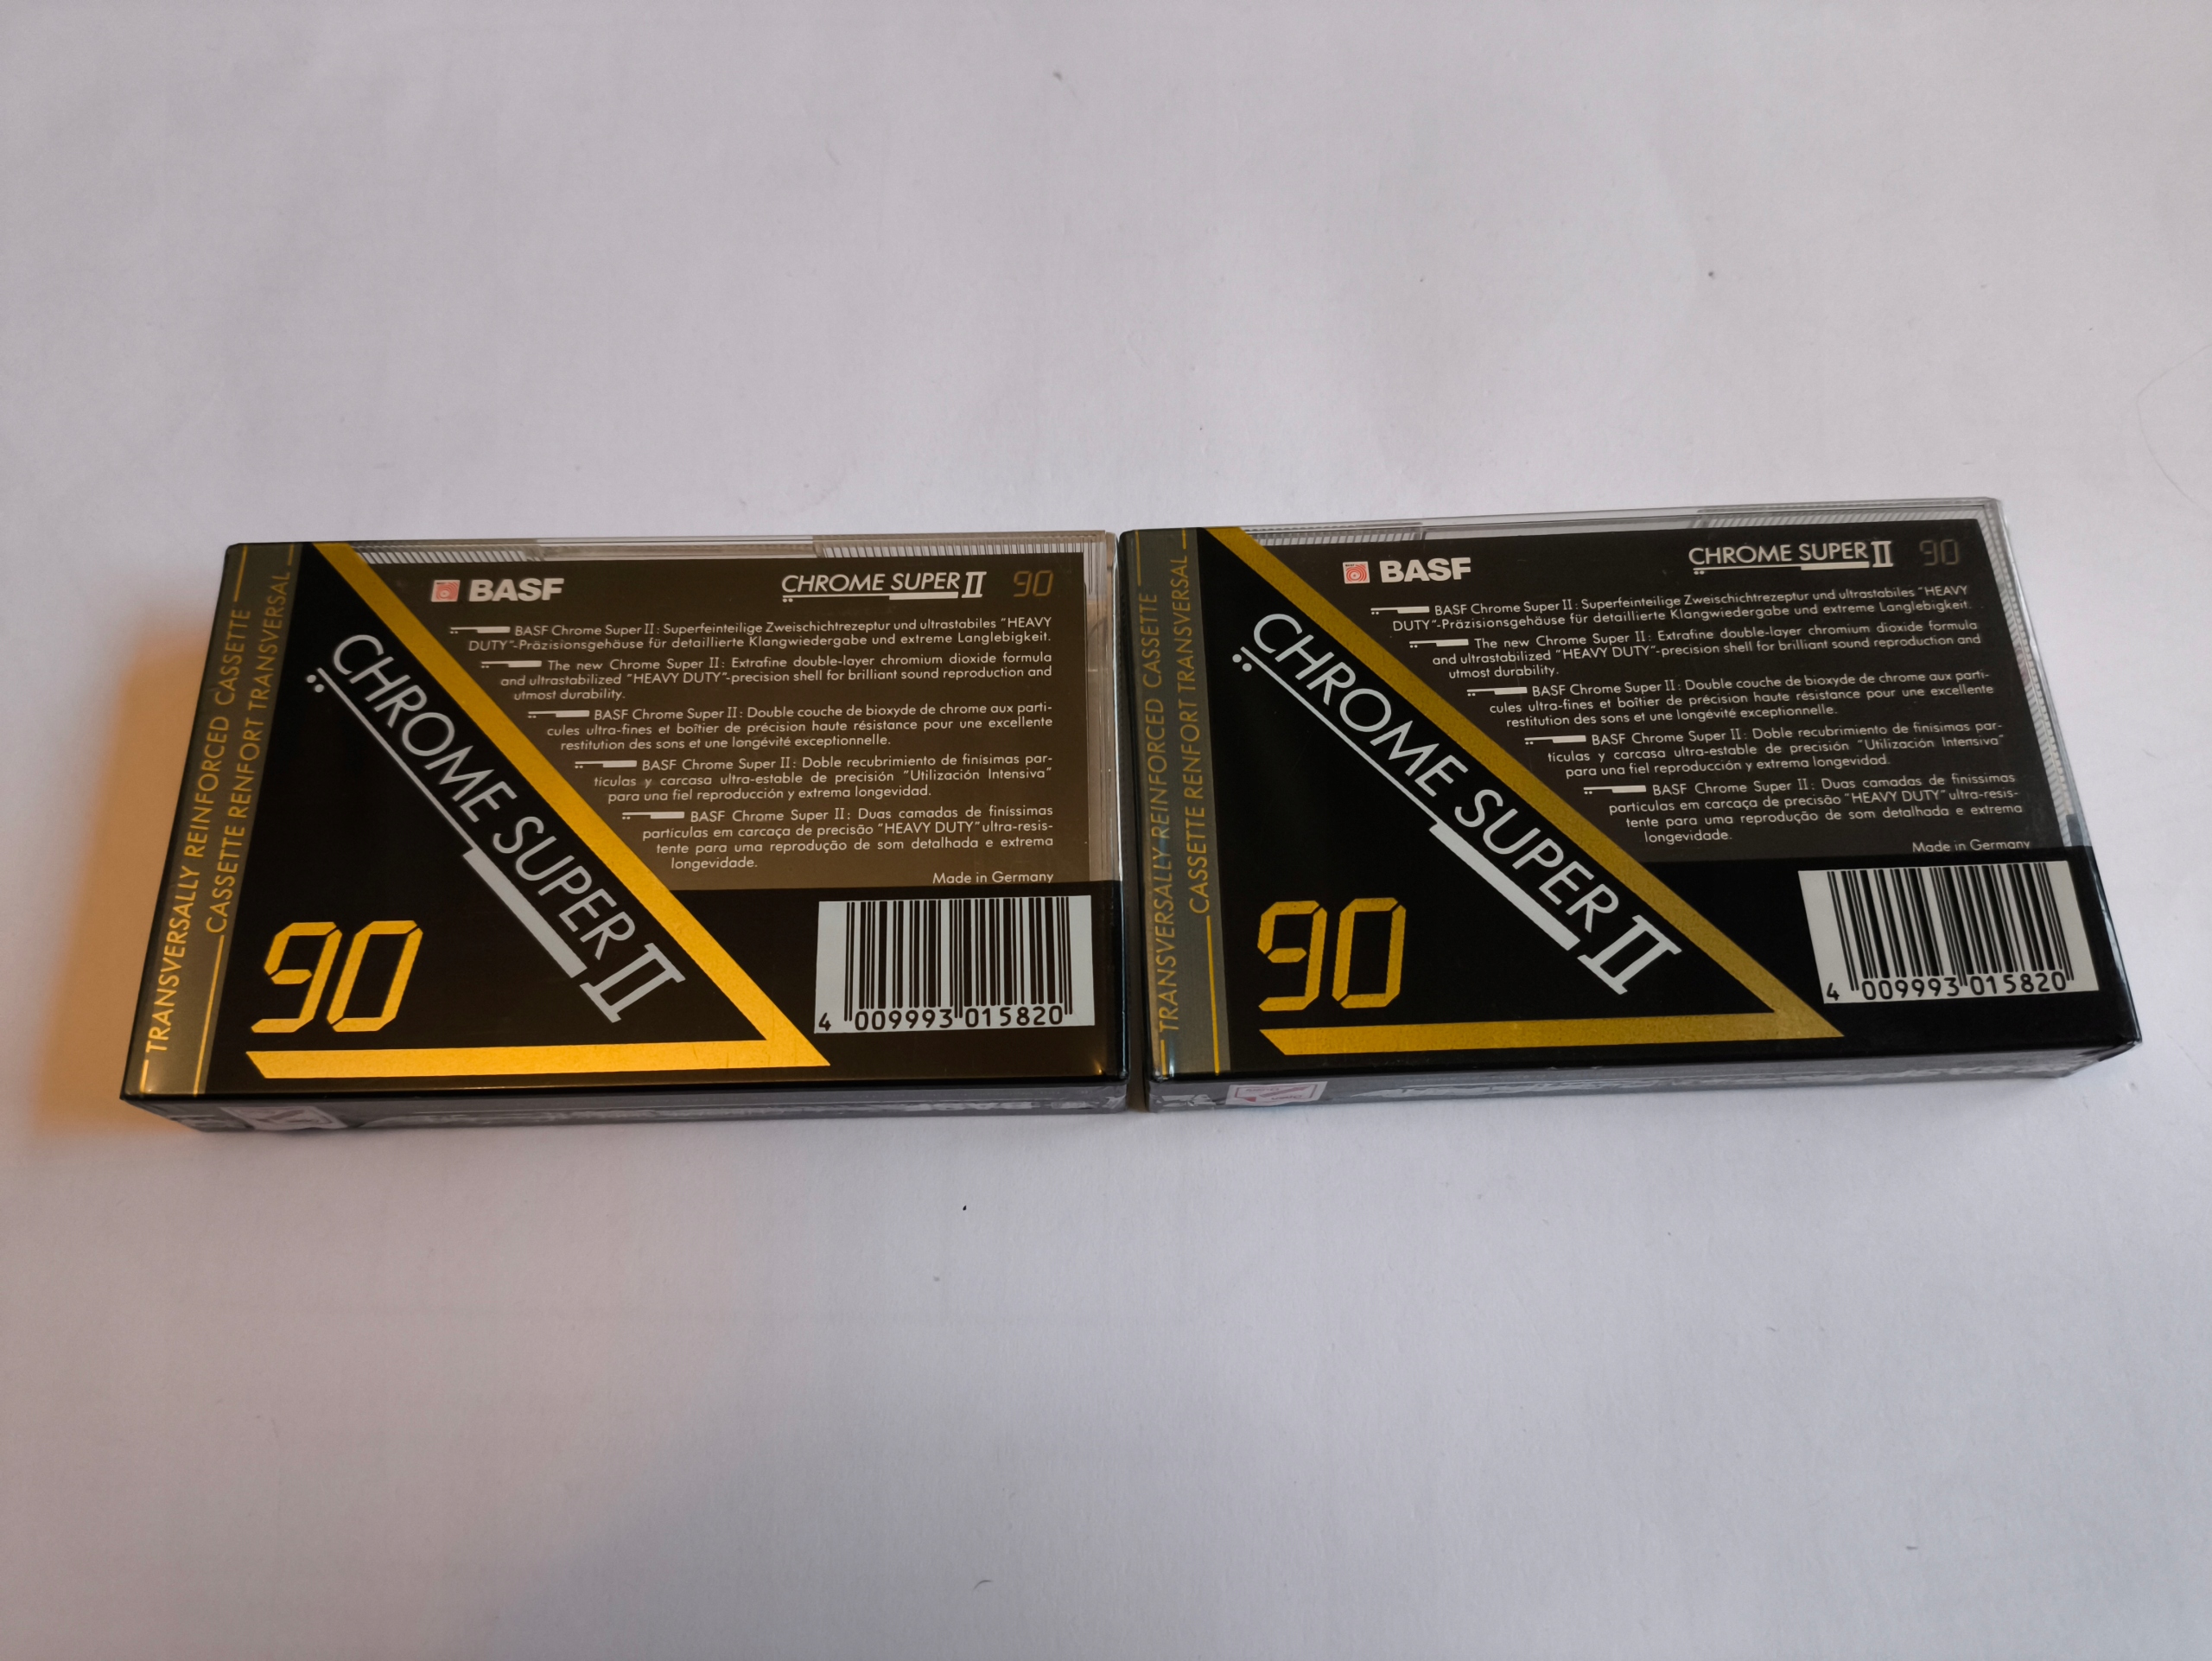 TRANSVERSALLY REINFORCED CASSETTE
CASSETTE RENFORT TRANSVERSAL
CHROME SUPER II
90
BASF
CHROME SUPER II 90
BASF Chrome Super II: Superfeinteilige Zweischichtrezeptur und ultrastabiles "HEAVY
DUTY"-Präzisionsgehäuse für detaillierte Klangwiedergabe und extreme Langlebigkeit.
The new Chrome Super II: Extrafine double-layer chromium dioxide formula
and ultrastabilized "HEAVY DUTY"-precision shell for brilliant sound reproduction and
utmost durability.
BASF Chrome Super II: Double couche de bioxyde de chrome aux parti-
cules ultra-fines et boîtier de précision haute résistance pour une excellente
restitution des sons et une longévité exceptionnelle.
BASF Chrome Super II: Doble recubrimiento de finísimas par-
tículas y carcasa ultra-estable de precisión "Utilización Intensiva"
para una fiel reproducción y extrema longevidad.
BASF Chrome Super II: Duas camadas de finíssimas
partículas em carcaça de precisão "HEAVY DUTY" ultra-resis-
tente para uma reprodução de som detalhada e extrema
longevidade.
Made in Germany
4 009993 015820
TRANSVERSALLY REINFORCED CASSETTE
CASSETTE RENFORT TRANSVERSAL
CHROME SUPER II
90
BASF
CHROME SUPER II 90
BASF Chrome Super II: Superfeinteilige Zweischichtrezeptur und ultrastabiles "HEAVY
DUTY"-Präzisionsgehäuse für detaillierte Klangwiedergabe und extreme Langlebigkeit.
The new Chrome Super II: Extrafine double-layer chromium dioxide formula
and ultrastabilized "HEAVY DUTY"-precision shell for brilliant sound reproduction and
utmost durability.
BASF Chrome Super II: Double couche de bioxyde de chrome aux parti-
cules ultra-fines et boîtier de précision haute résistance pour une excellente
restitution des sons et une longévité exceptionnelle.
BASF Chrome Super II: Doble recubrimiento de finísimas par-
tículas y carcasa ultra-estable de precisión "Utilización Intensiva"
para una fiel reproducción y extrema longevidad.
BASF Chrome Super II: Duas camadas de finíssimas
partículas em carcaça de precisão "HEAVY DUTY" ultra-resis-
tente para uma reprodução de som detalhada e extrema
longevidade.
Made in Germany
4 009993 015820